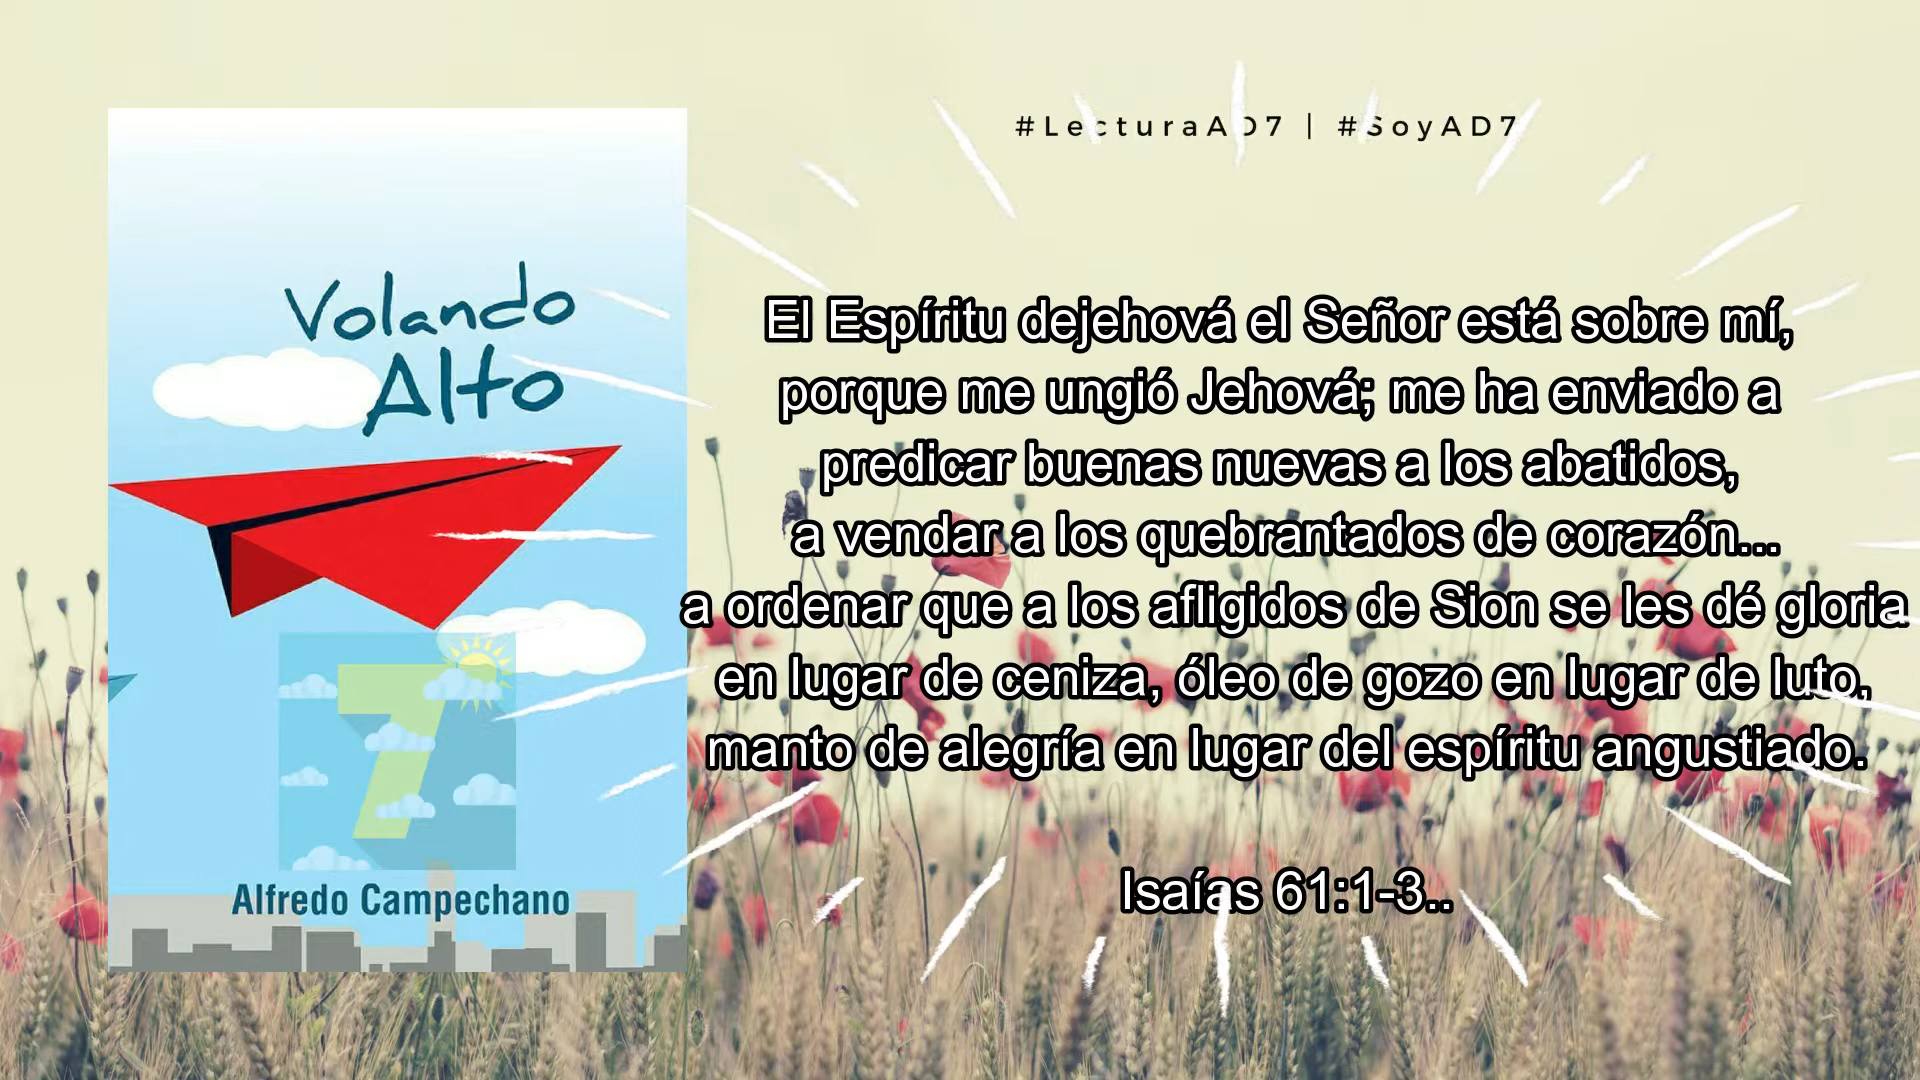 Volando
Alto
7
Alfredo Campechano
#LecturaAD7 | #SoyAD7
El Espíritu dejehová el Señor está sobre mí,
porque me ungió Jehová; me ha enviado a
predicar buenas nuevas a los abatidos,
a vendar a los quebrantados de corazón...
a ordenar que a los afligidos de Sion se les dé gloria
en lugar de ceniza, óleo de gozo en lugar de luto,
manto de alegría en lugar del espíritu angustiado.
Isaías 61:1-3..